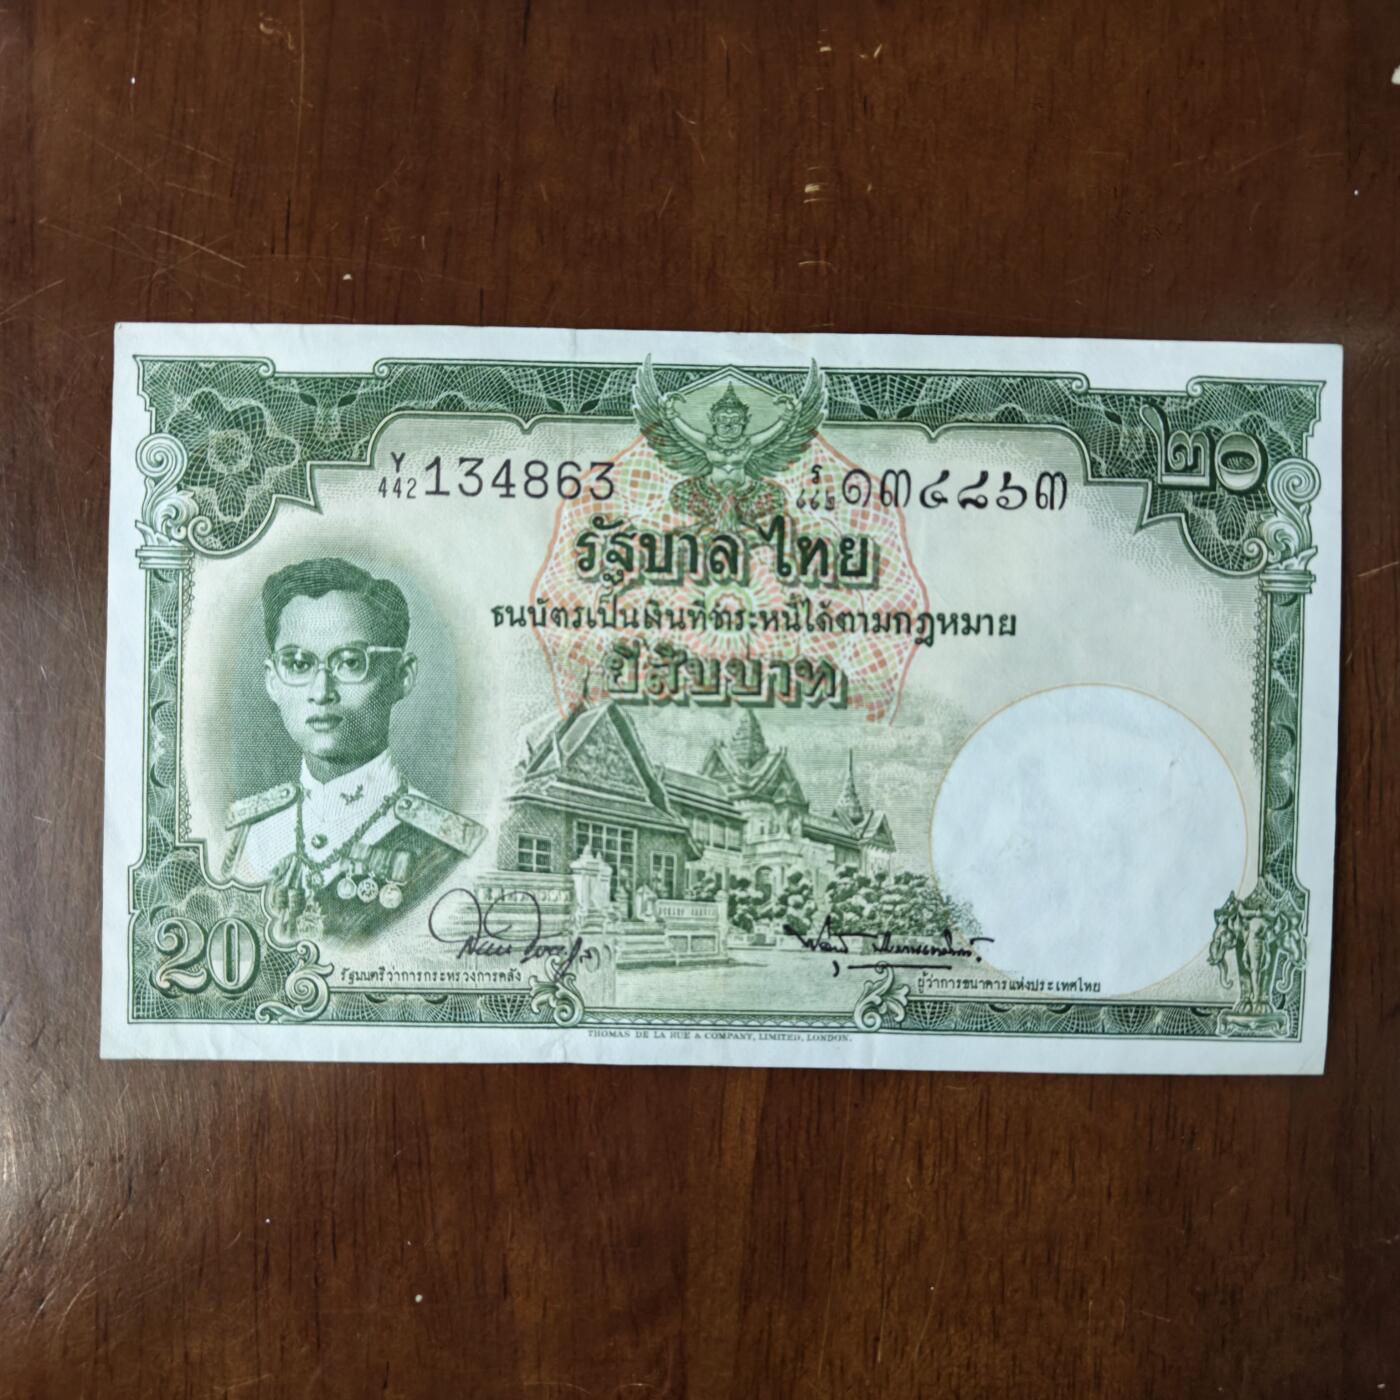 ๒๐
Y
442 134863
ร
๔๔๒ ๑๓๔๘๖๓
รัฐบาลไทย
ธนบัตรเป็นเงินที่ชำระหนี้ได้ตามกฎหมาย
ยี่สิบบาท
20
รัฐมนตรีว่าการกระทรวงการคลัง
ผู้ว่าการธนาคารแห่งประเทศไทย
THOMAS DE LA RUE & COMPANY, LIMITED, LONDON.